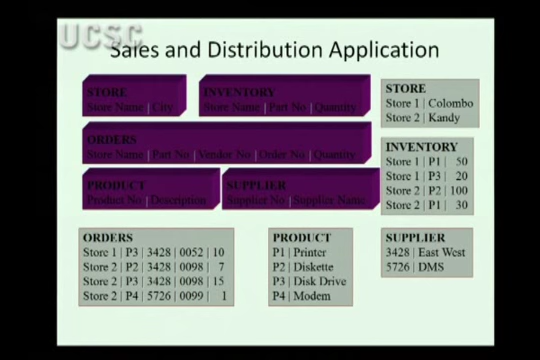 UCSC
Sales and Distribution Application
STORE
Store Name | City
INVENTORY
Store Name | Part No | Quantity
ORDERS
Store Name | Part No | Vendor No | Order No | Quantity
PRODUCT
Product No | Description
SUPPLIER
Supplier No | Supplier Name
STORE
Store 1 | Colombo
Store 2 | Kandy
INVENTORY
Store 1 | P1 | 50
Store 1 | P3 | 20
Store 2 | P2 | 100
Store 2 | P1 | 30
ORDERS
Store 1 | P3 | 3428 | 0052 | 10
Store 2 | P2 | 3428 | 0098 | 7
Store 2 | P3 | 3428 | 0098 | 15
Store 2 | P4 | 5726 | 0099 | 1
PRODUCT
P1 | Printer
P2 | Diskette
P3 | Disk Drive
P4 | Modem
SUPPLIER
3428 | East West
5726 | DMS